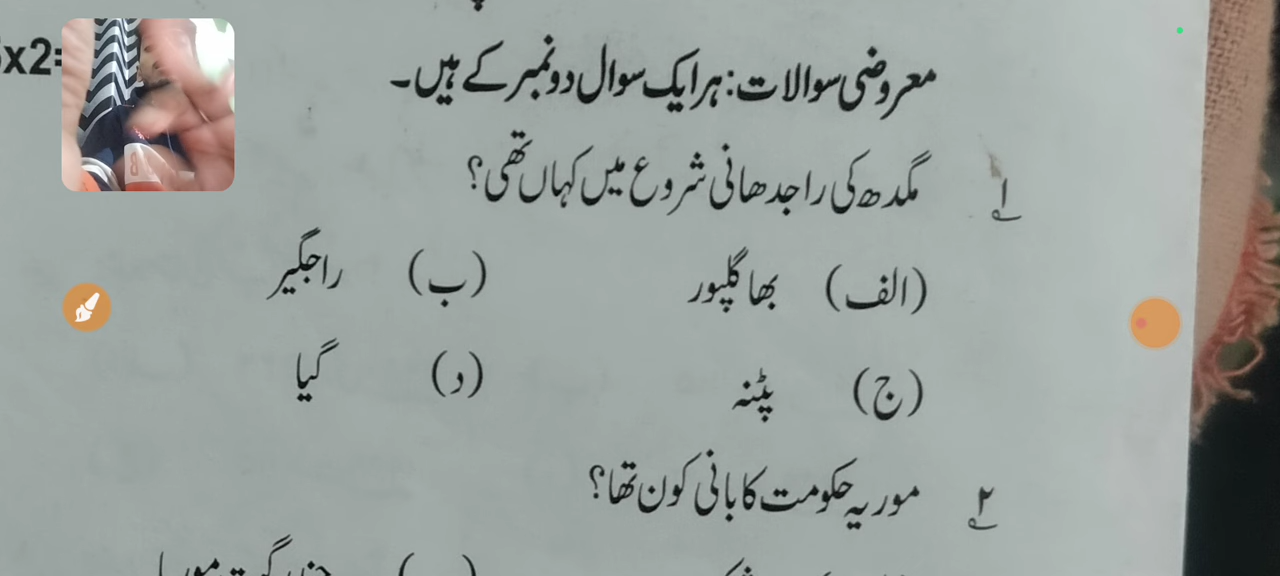 x2=
معروضی سوالات: ہر ایک سوال دو نمبر کے ہیں۔
۱ مگدھ کی راجدھانی شروع میں کہاں تھی؟
(الف) بھاگلپور (ب) راجگیر
(ج) پٹنہ (د) گیا
۲ موریہ حکومت کا بانی کون تھا؟